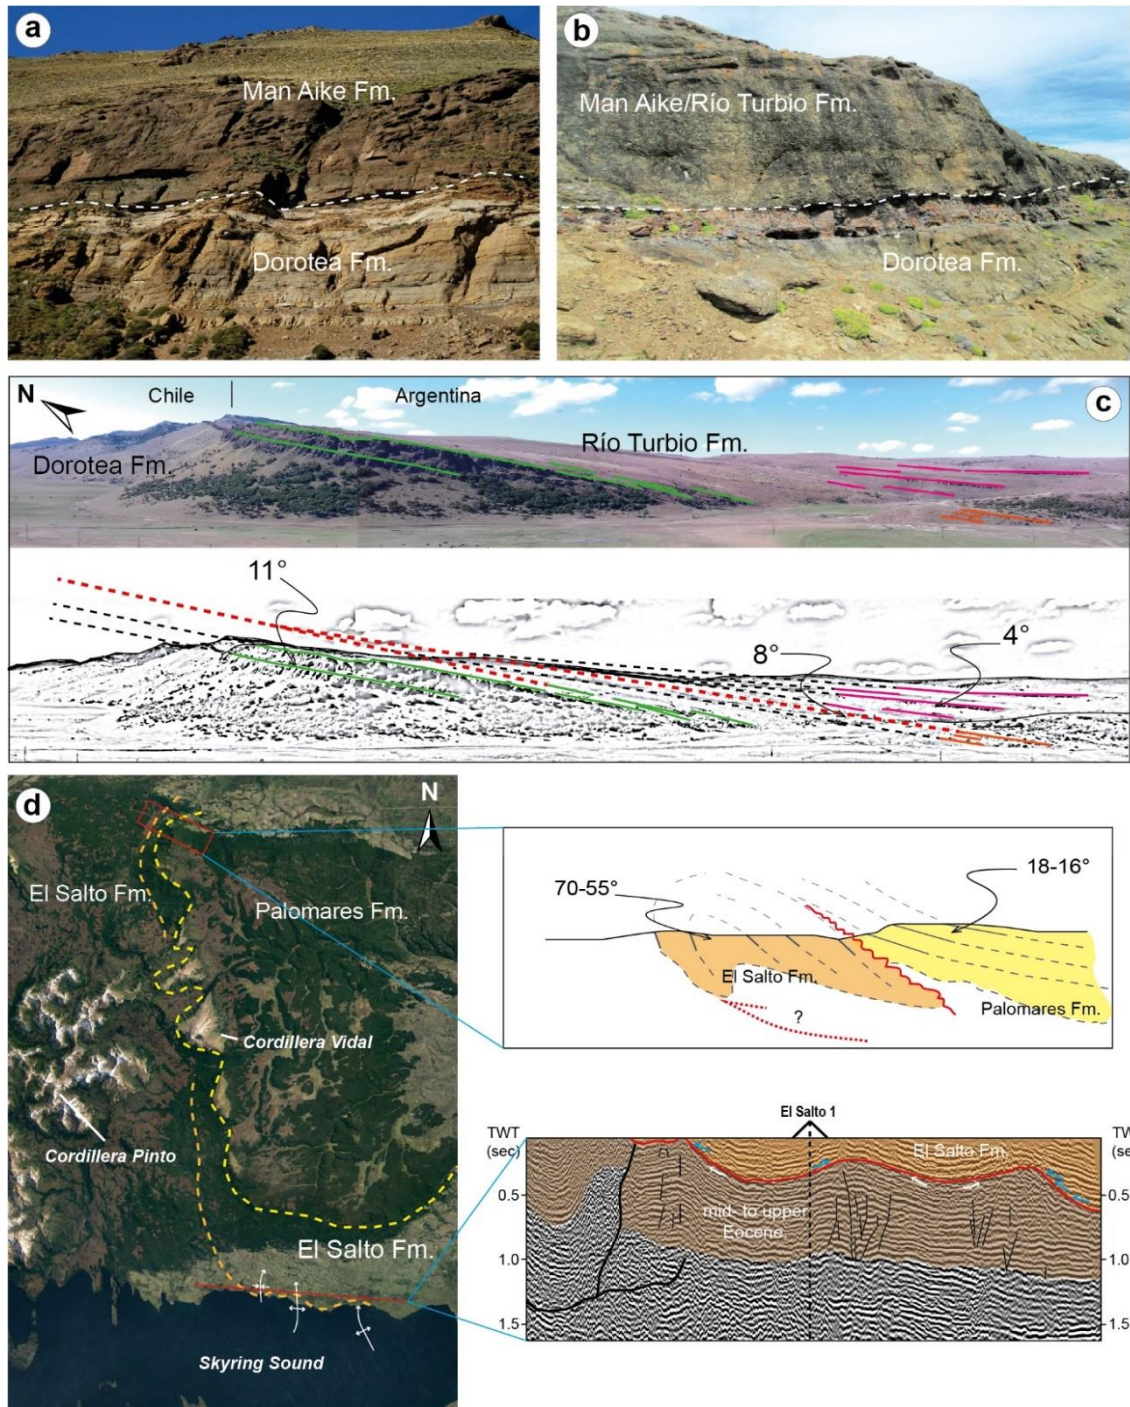 a
Man Aike Fm.
Dorotea Fm.
b
Man Aike/Río Turbio Fm.
Dorotea Fm.
N
Chile
Argentina
c
Dorotea Fm.
Río Turbio Fm.
11°
8°
4°
d
N
El Salto Fm.
Palomares Fm.
Cordillera Vidal
Cordillera Pinto
El Salto Fm.
Skyring Sound
70-55°
18-16°
El Salto Fm.
Palomares Fm.
?
El Salto 1
TWT
(sec)
TW
(se
El Salto Fm.
mid- to upper
Eocene
0.5
1.0
1.5
0.5
1.0
1.5